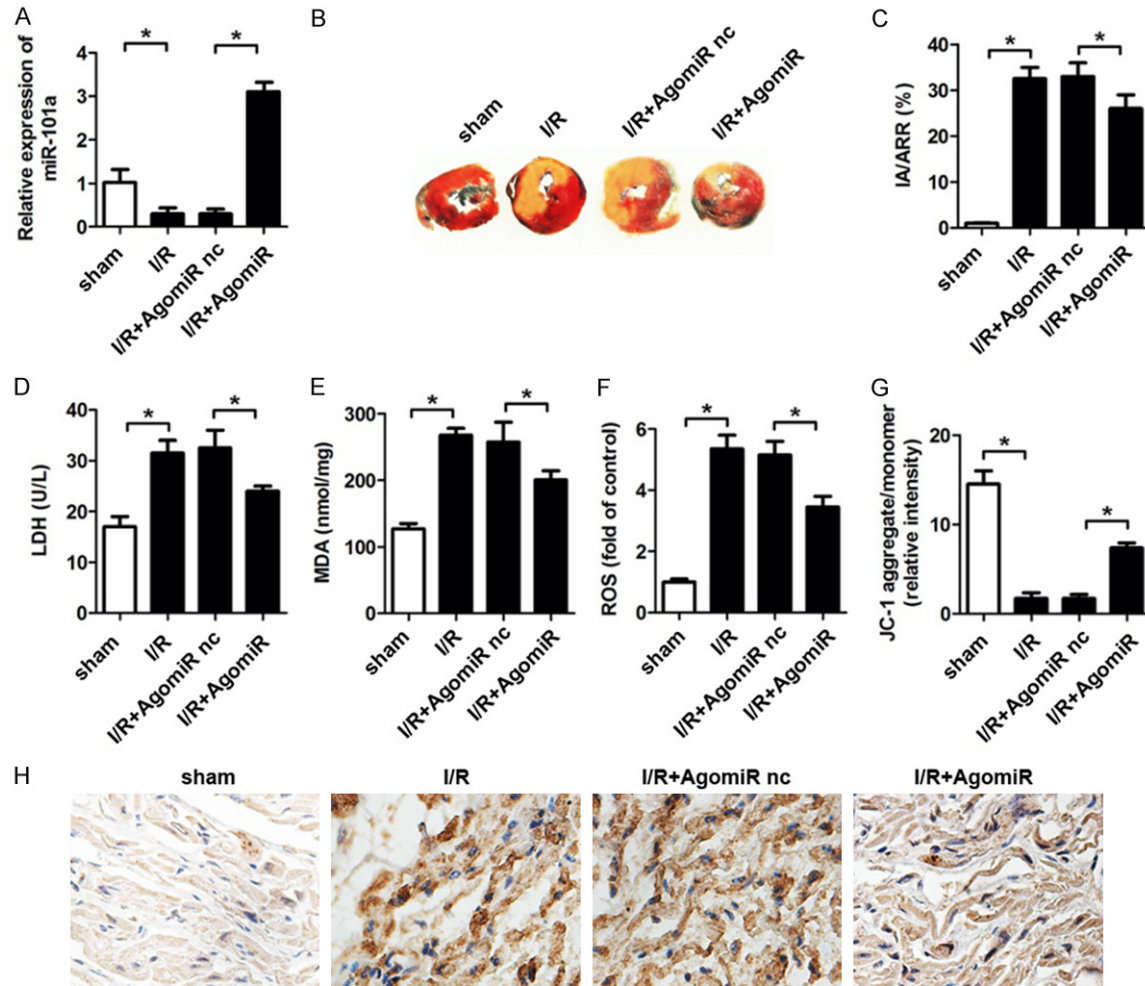 A
Relative expression of
miR-101a
4
3
2
1
0
*
*
sham
I/R
I/R+AgomiR nc
I/R+AgomiR
B
sham
I/R
I/R+AgomiR nc
I/R+AgomiR
C
IA/ARR (%)
40
30
20
10
0
*
*
sham
I/R
I/R+AgomiR nc
I/R+AgomiR
D
LDH (U/L)
40
30
20
10
0
*
*
sham
I/R
I/R+AgomiR nc
I/R+AgomiR
E
MDA (nmol/mg)
300
200
100
0
*
*
sham
I/R
I/R+AgomiR nc
I/R+AgomiR
F
ROS (fold of control)
6
4
2
0
*
*
sham
I/R
I/R+AgomiR nc
I/R+AgomiR
G
JC-1 aggregate/monomer
(relative intensity)
20
10
0
*
*
sham
I/R
I/R+AgomiR nc
I/R+AgomiR
H
sham
I/R
I/R+AgomiR nc
I/R+AgomiR